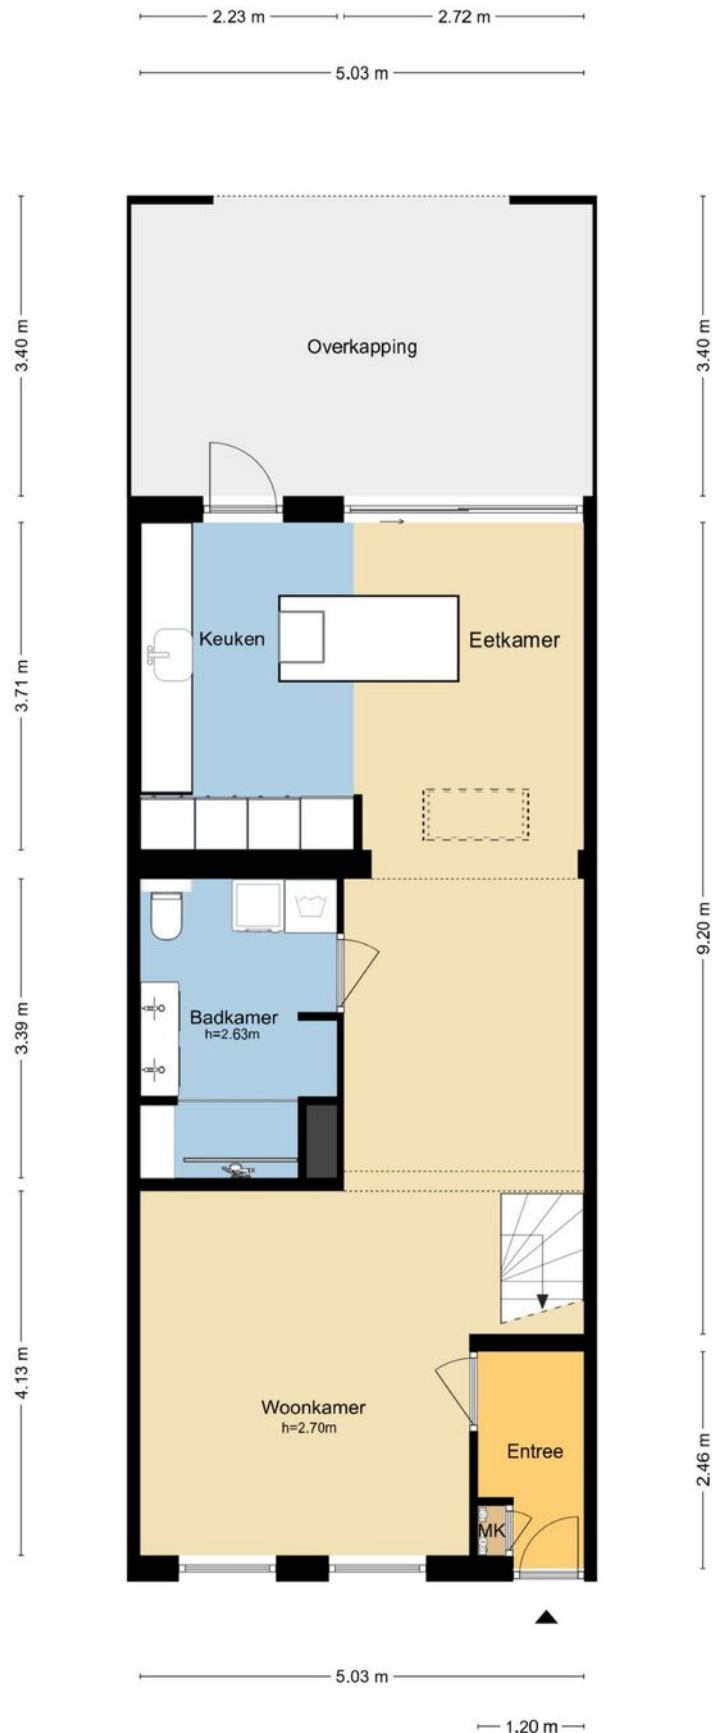 2.23 m
2.72 m
5.03 m
3.40 m
3.40 m
Overkapping
Keuken
Eetkamer
3.71 m
9.20 m
Badkamer
h=2.63m
3.39 m
Woonkamer
h=2.70m
4.13 m
Entree
2.46 m
MK
5.03 m
1.20 m